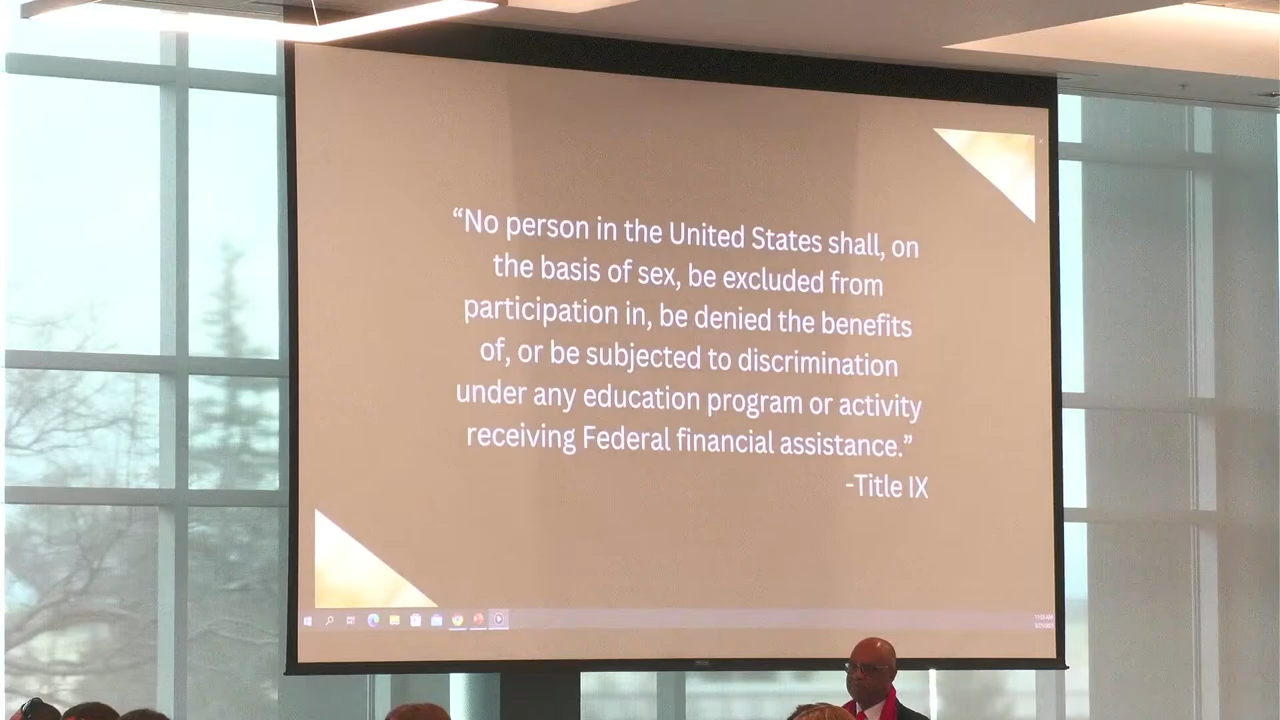 “No person in the United States shall, on
the basis of sex, be excluded from
participation in, be denied the benefits
of, or be subjected to discrimination
under any education program or activity
receiving Federal financial assistance.”
-Title IX